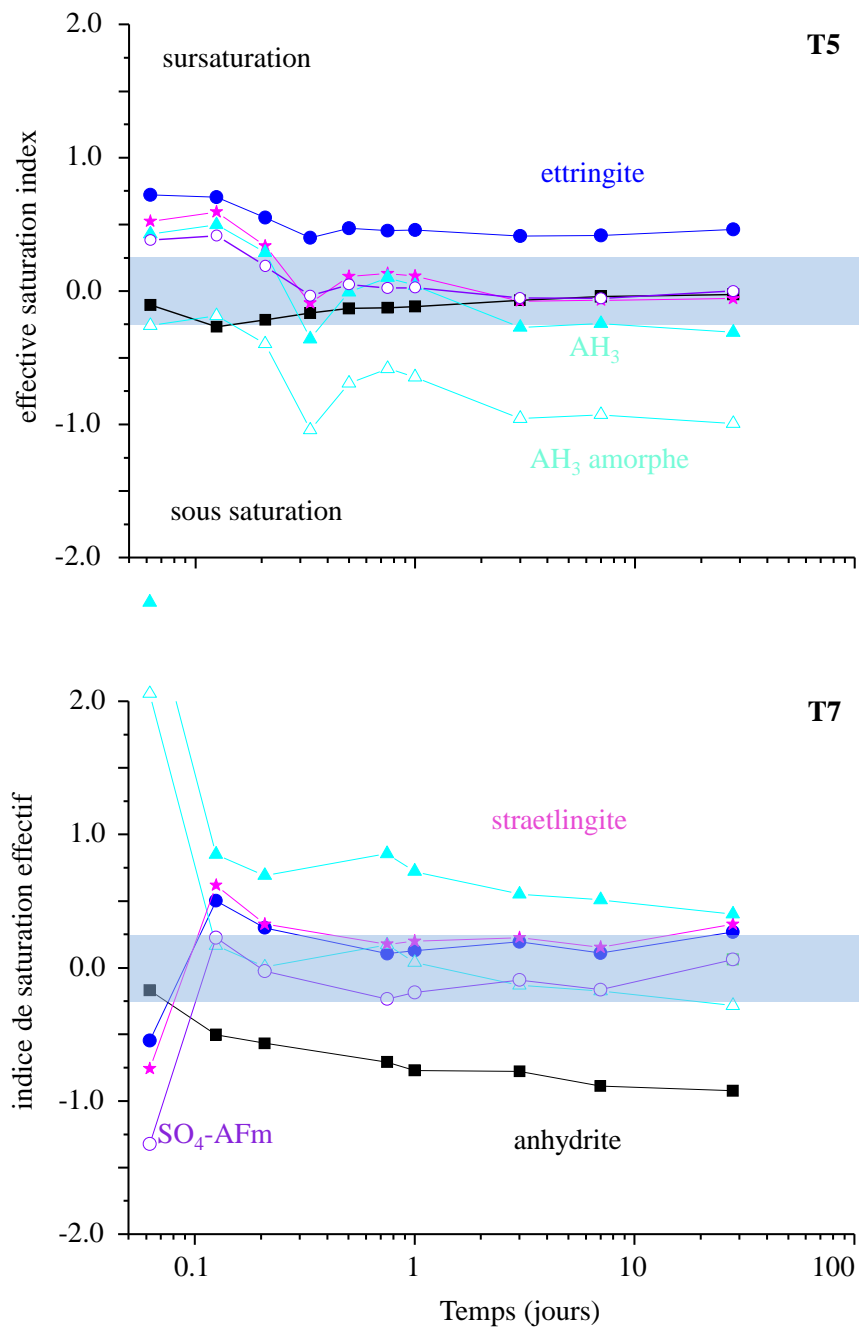 2.0
T5
sursaturation
effective saturation index
1.0
ettringite
0.0
AH₃
-1.0
AH₃ amorphe
sous saturation
-2.0
2.0
T7
indice de saturation effectif
1.0
straetlingite
0.0
-1.0
SO₄-AFm
anhydrite
-2.0
0.1 1 10 100
Temps (jours)